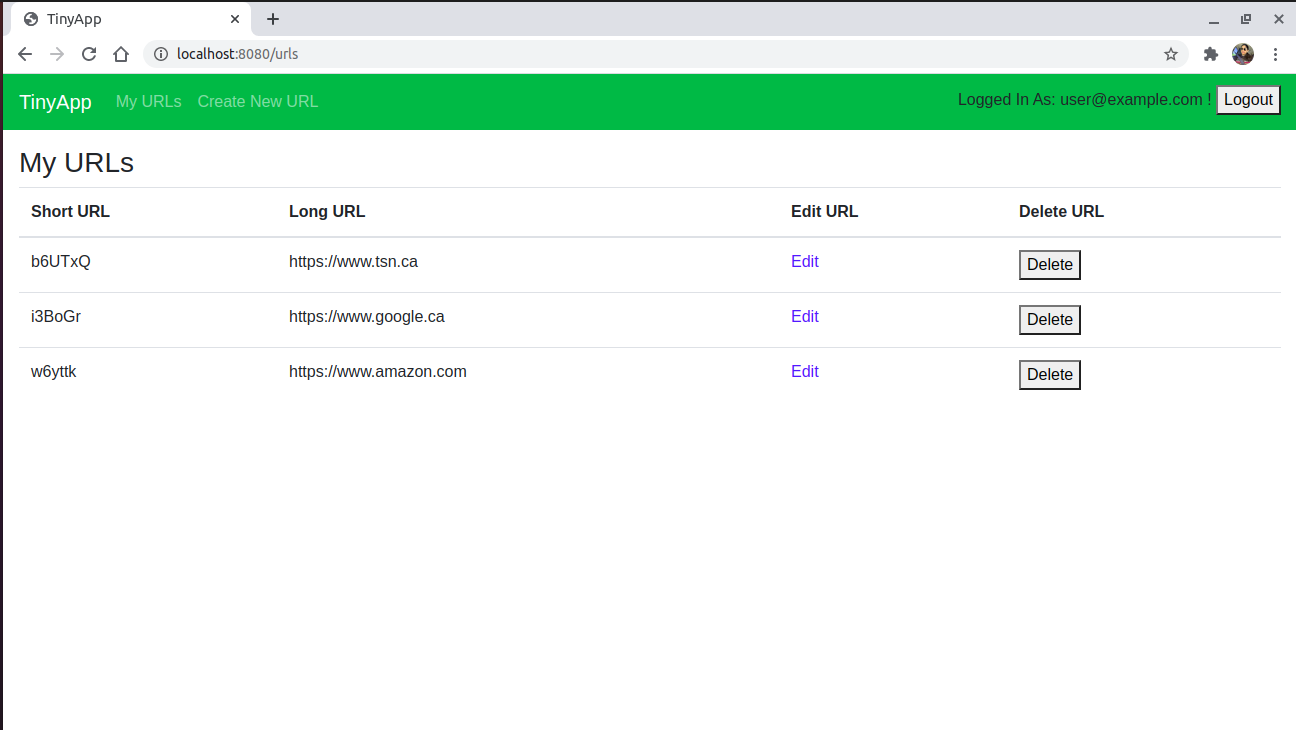 TinyApp
localhost:8080/urls
TinyApp My URLs Create New URL Logged In As: user@example.com ! Logout
My URLs
Short URL Long URL Edit URL Delete URL
b6UTxQ https://www.tsn.ca Edit Delete
i3BoGr https://www.google.ca Edit Delete
w6yttk https://www.amazon.com Edit Delete